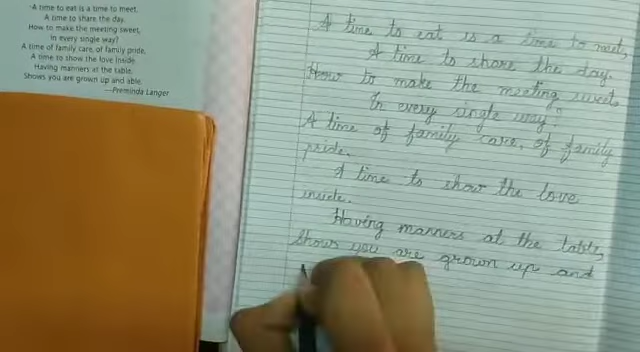 A time to eat is a time to meet,
A time to share the day.
How to make the meeting sweet,
In every single way?
A time of family care, of family pride,
A time to show the love inside.
Having manners at the table,
Shows you are grown up and able.
—Preminda Langer
A time to eat is a time to meet,
A time to share the day.
How to make the meeting sweet
In every single way?
A time of family care, of family
pride.
A time to show the love
inside.
Having manners at the table,
Shows you are grown up and